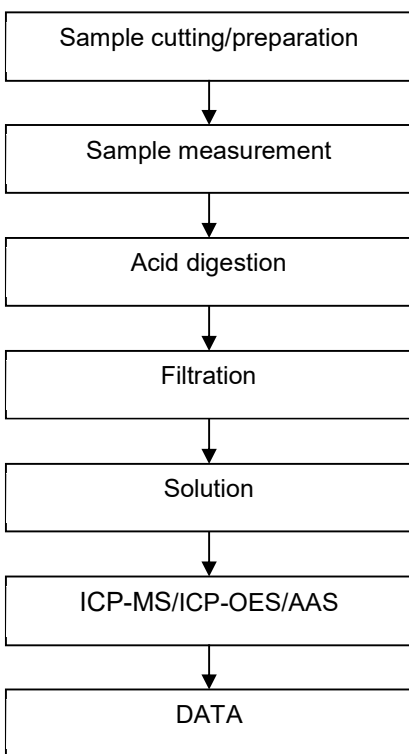 Sample cutting/preparation
Sample measurement
Acid digestion
Filtration
Solution
ICP-MS/ICP-OES/AAS
DATA